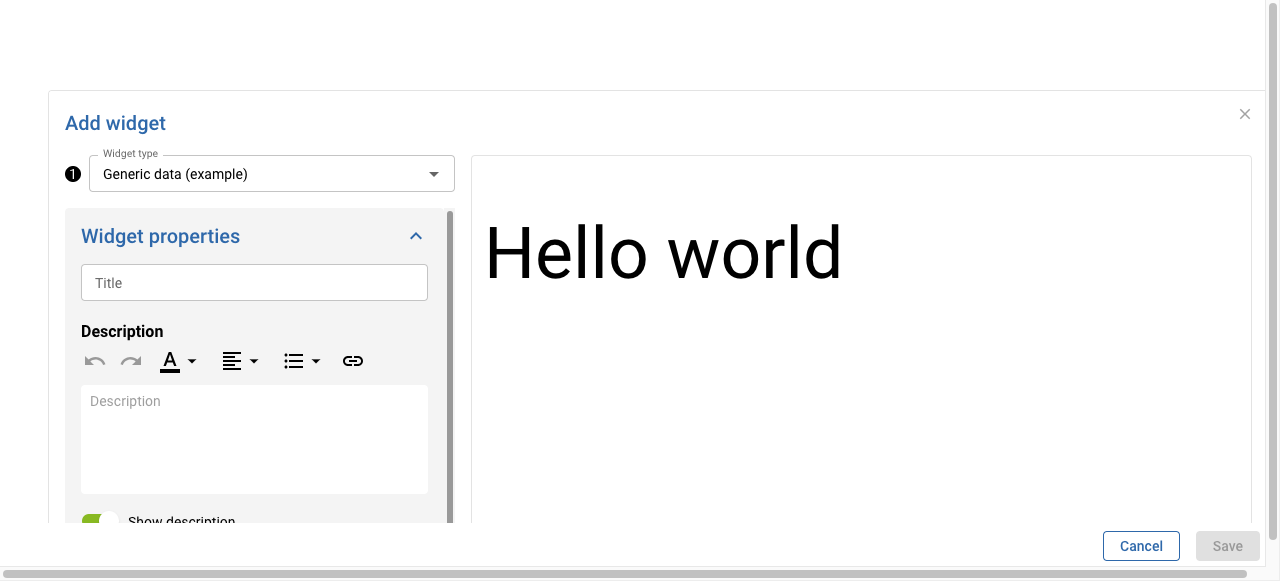 Add widget
Widget type
1
Generic data (example)
Widget properties
Title
Description
A
Description
Show description
Hello world
Cancel
Save